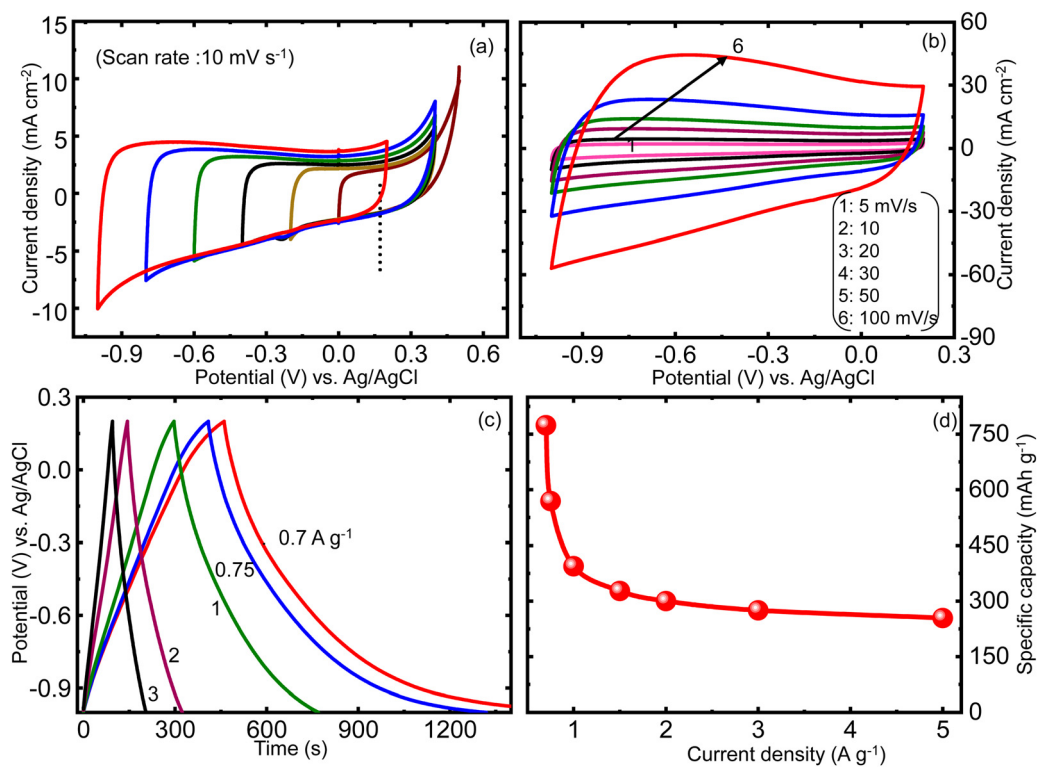 (a)
(Scan rate :10 mV s-1)
15
10
5
0
-5
-10
Current density (mA cm-2)
-0.9 -0.6 -0.3 0.0 0.3 0.6
Potential (V) vs. Ag/AgCl
(b)
6
1
1: 5 mV/s
2: 10
3: 20
4: 30
5: 50
6: 100 mV/s
60
30
0
-30
-60
-90
Current density (mA cm-2)
-0.9 -0.6 -0.3 0.0 0.3
Potential (V) vs. Ag/AgCl
(c)
0.3
0.0
-0.3
-0.6
-0.9
Potential (V) vs. Ag/AgCl
0.7 A g-1
0.75
1
2
3
0 300 600 900 1200
Time (s)
(d)
750
600
450
300
150
0
Specific capacity (mAh g-1)
1 2 3 4 5
Current density (A g-1)